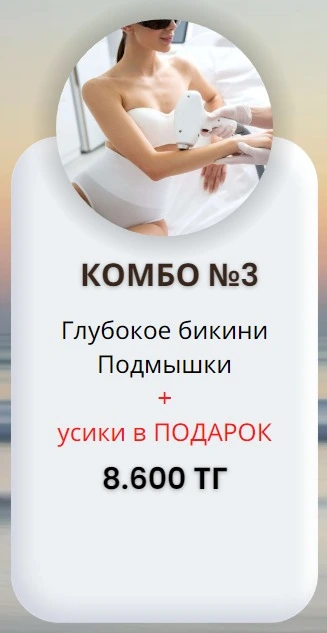 КОМБО №3
Глубокое бикини
Подмышки
+
усики в ПОДАРОК
8.600 ТГ